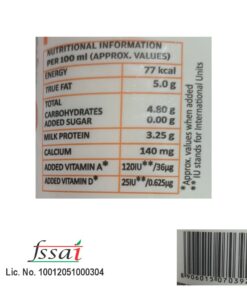 NUTRITIONAL INFORMATION
PER 100 ml (APPROX. VALUES)
ENERGY 77 kcal
TRUE FAT 5.0 g
TOTAL
CARBOHYDRATES 4.80 g
ADDED SUGAR 0.00 g
MILK PROTEIN 3.25 g
CALCIUM 140 mg
ADDED VITAMIN A* 120IU**/36µg
ADDED VITAMIN D* 25IU**/0.625µg
*Approx. values when added
** IU stands for International Units
fssai
Lic. No. 10012051000304